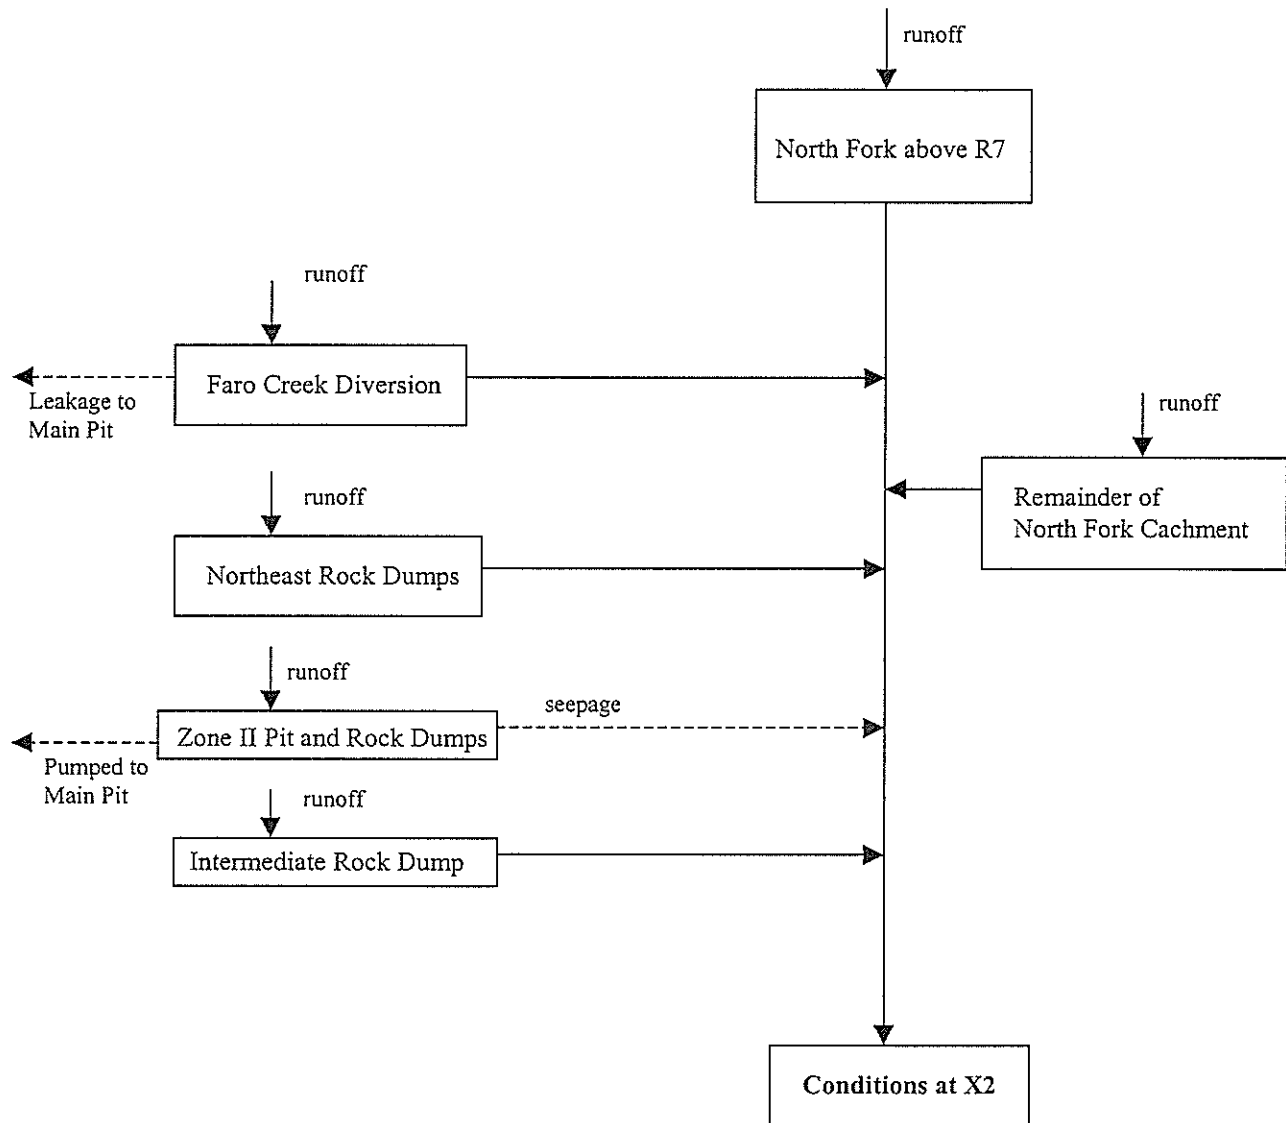 runoff
North Fork above R7
runoff
Faro Creek Diversion
Leakage to
Main Pit
runoff
Remainder of
North Fork Cachment
runoff
Northeast Rock Dumps
runoff
seepage
Zone II Pit and Rock Dumps
Pumped to
Main Pit
runoff
Intermediate Rock Dump
Conditions at X2